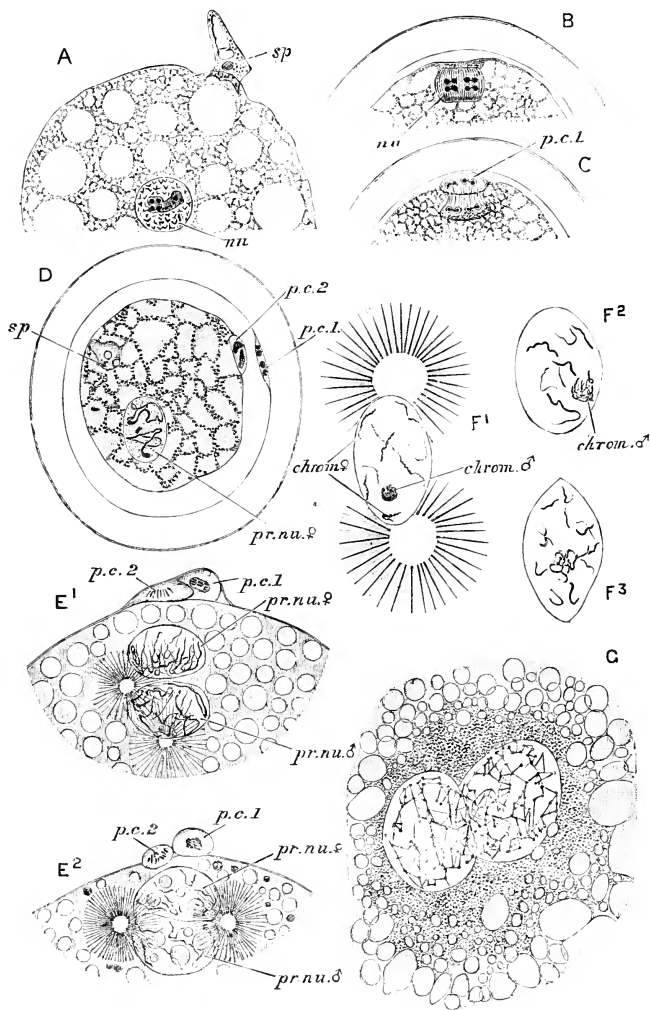 A
sp
nu
B
nu
p.c.1
C
D
sp
p.c.2
p.c.1
pr.nu.♀
F1
chrom.♀
chrom.♂
F2
chrom.♂
F3
E1
p.c.2
p.c.1
pr.nu.♀
pr.nu.♂
E2
p.c.2
p.c.1
pr.nu.♀
pr.nu.♂
G